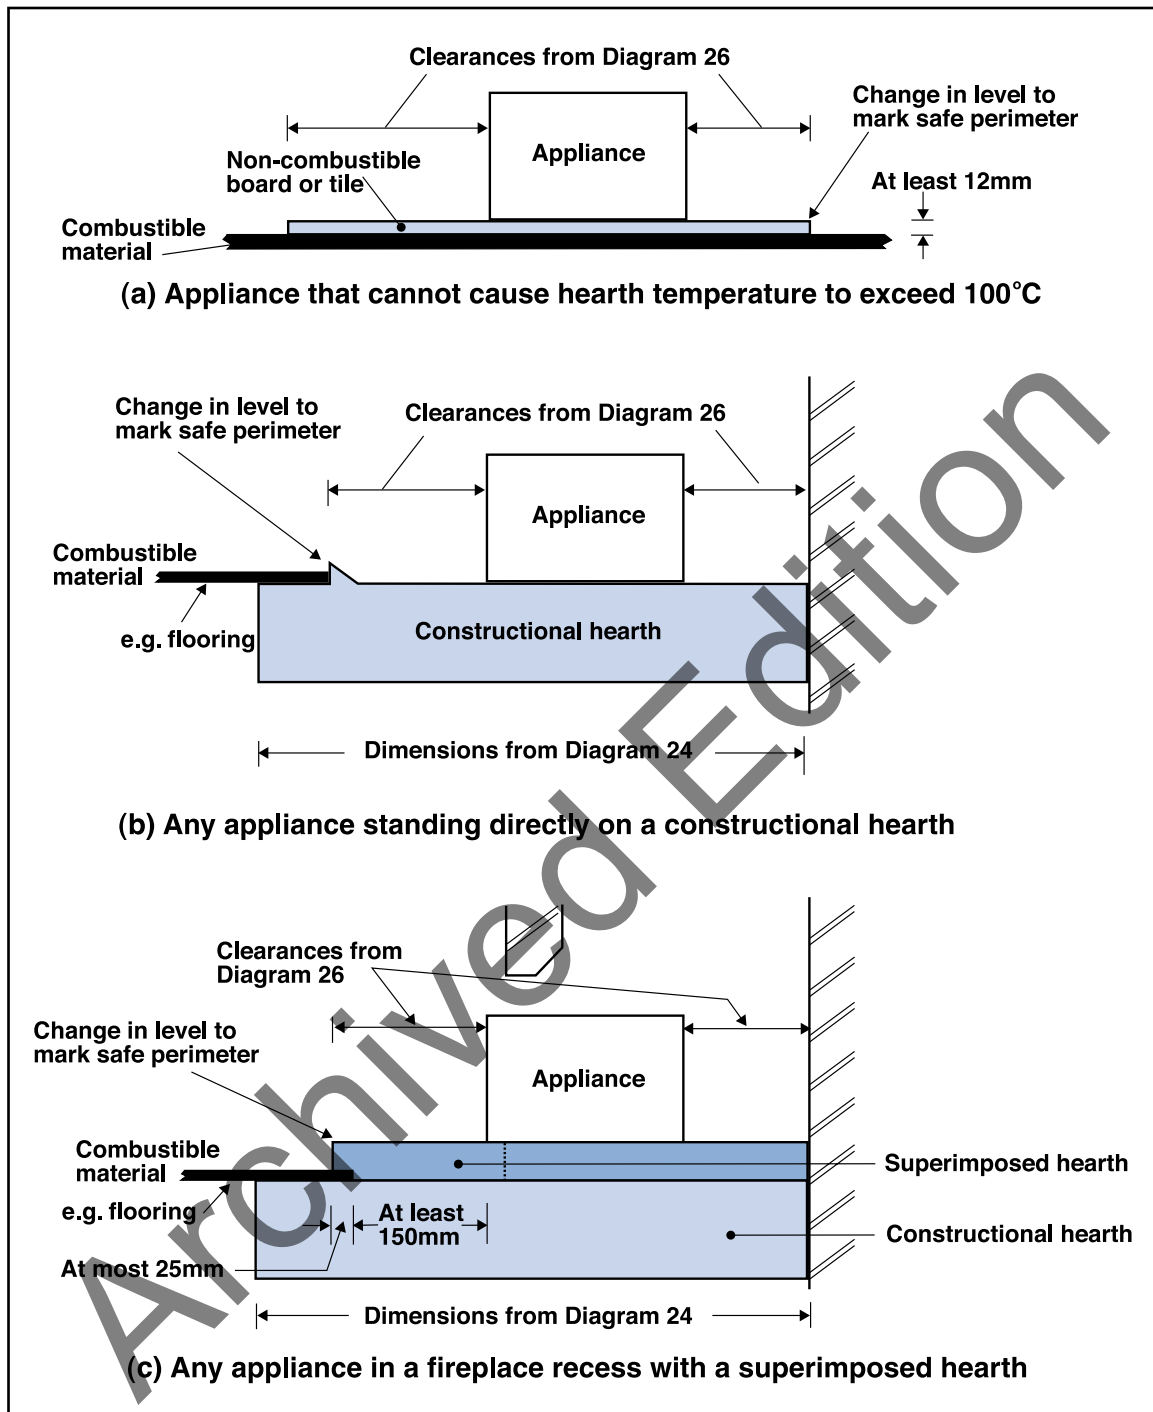 Clearances from Diagram 26
Change in level to
mark safe perimeter
Appliance
Non-combustible
board or tile
At least 12mm
Combustible
material
(a) Appliance that cannot cause hearth temperature to exceed 100°C
Change in level to
mark safe perimeter
Clearances from Diagram 26
Appliance
Combustible
material
e.g. flooring
Constructional hearth
Dimensions from Diagram 24
(b) Any appliance standing directly on a constructional hearth
Clearances from
Diagram 26
Change in level to
mark safe perimeter
Appliance
Combustible
material
Superimposed hearth
e.g. flooring
At least
150mm
Constructional hearth
At most 25mm
Dimensions from Diagram 24
(c) Any appliance in a fireplace recess with a superimposed hearth
Archived Edition